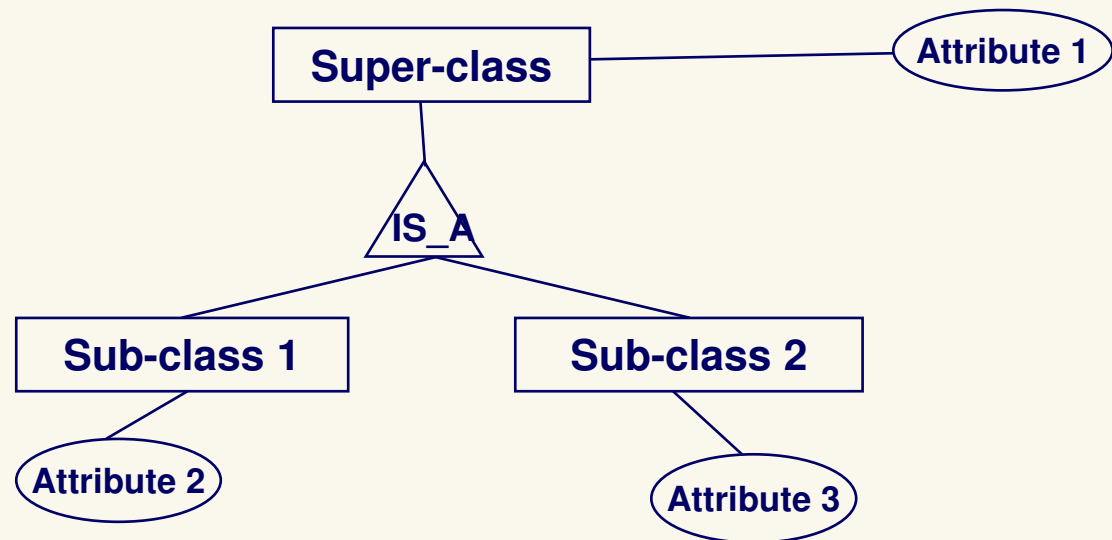 Super-class
Attribute 1
IS_A
Sub-class 1
Sub-class 2
Attribute 2
Attribute 3